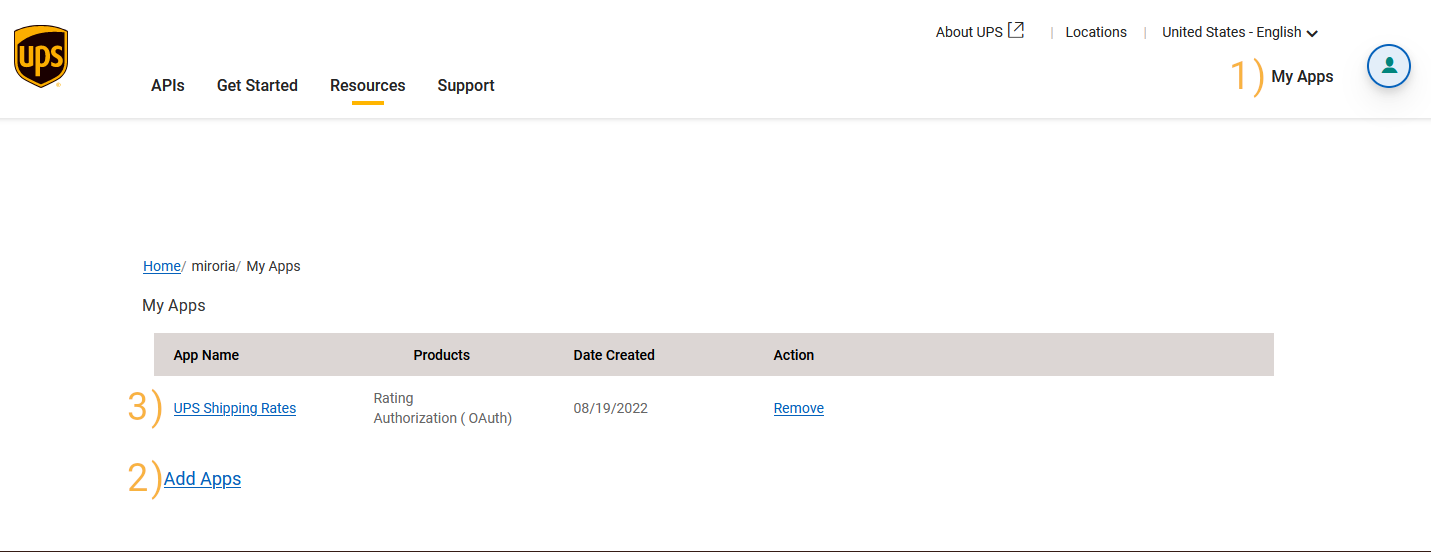 About UPS | Locations | United States - English
ups
APIs Get Started Resources Support 1) My Apps
Home/ miroria/ My Apps
My Apps
App Name Products Date Created Action
3) UPS Shipping Rates Rating 08/19/2022 Remove
Authorization ( OAuth)
2) Add Apps